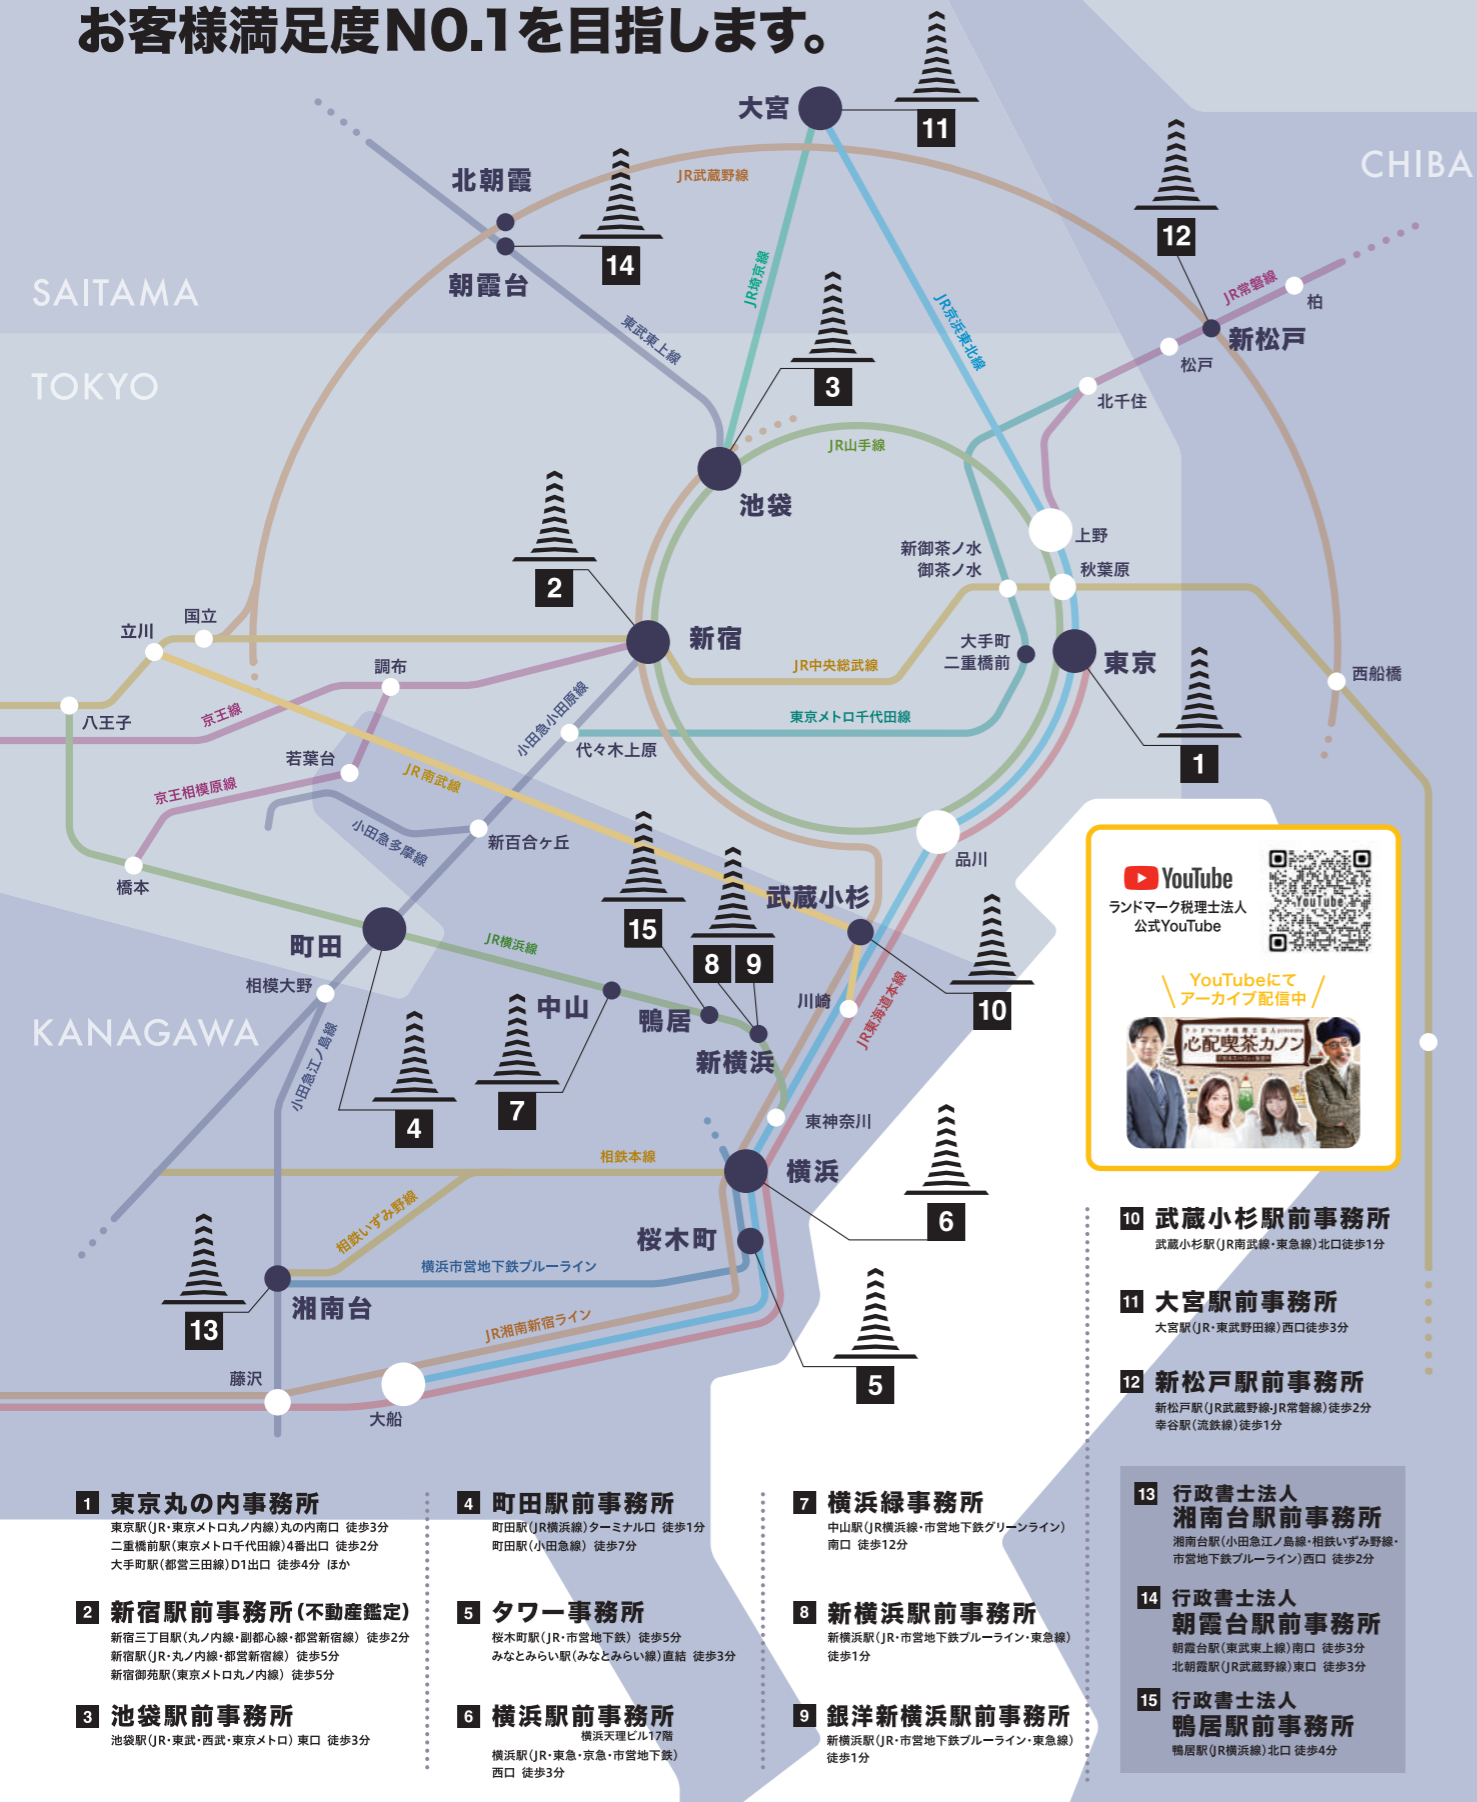 お客様満足度NO.1を目指します。
大宮
11
CHIBA
12
北朝霞
JR武蔵野線
14
朝霞台
SAITAMA
JR埼京線
JR京浜東北線
JR常磐線
柏
新松戸
松戸
東武東上線
3
TOKYO
北千住
JR山手線
池袋
上野
新御茶ノ水
御茶ノ水
秋葉原
2
国立
立川
新宿
大手町
二重橋前
東京
JR中央総武線
西船橋
調布
京王線
八王子
小田急小田原線
東京メトロ千代田線
代々木上原
若葉台
JR南武線
京王相模原線
1
小田急多摩線
新百合ヶ丘
品川
橋本
武蔵小杉
15
8
9
10
町田
JR横浜線
相模大野
中山
鴨居
新横浜
川崎
JR東海道本線
KANAGAWA
小田急江ノ島線
4
7
東神奈川
相鉄本線
横浜
6
相鉄いずみ野線
桜木町
横浜市営地下鉄ブルーライン
湘南台
13
JR湘南新宿ライン
5
藤沢
大船
YouTube
ランドマーク税理士法人
公式YouTube
YouTube
YouTubeにて
アーカイブ配信中
ランドマーク税理士法人presents
心配喫茶カノン
1 東京丸の内事務所
東京駅(JR・東京メトロ丸ノ内線)丸の内南口 徒歩3分
二重橋前駅(東京メトロ千代田線)4番出口 徒歩2分
大手町駅(都営三田線)D1出口 徒歩4分 ほか
2 新宿駅前事務所(不動産鑑定)
新宿三丁目駅(丸ノ内線・副都心線・都営新宿線) 徒歩2分
新宿駅(JR・丸ノ内線・都営新宿線) 徒歩5分
新宿御苑駅(東京メトロ丸ノ内線) 徒歩5分
3 池袋駅前事務所
池袋駅(JR・東武・西武・東京メトロ) 東口 徒歩3分
4 町田駅前事務所
町田駅(JR横浜線)ターミナル口 徒歩1分
町田駅(小田急線) 徒歩7分
5 タワー事務所
桜木町駅(JR・市営地下鉄) 徒歩5分
みなとみらい駅(みなとみらい線)直結 徒歩3分
6 横浜駅前事務所
横浜天理ビル17階
横浜駅(JR・東急・京急・市営地下鉄)
西口 徒歩3分
7 横浜緑事務所
中山駅(JR横浜線・市営地下鉄グリーンライン)
南口 徒歩12分
8 新横浜駅前事務所
新横浜駅(JR・市営地下鉄ブルーライン・東急線)
徒歩1分
9 銀洋新横浜駅前事務所
新横浜駅(JR・市営地下鉄ブルーライン・東急線)
徒歩1分
10 武蔵小杉駅前事務所
武蔵小杉駅(JR南武線・東急線)北口徒歩1分
11 大宮駅前事務所
大宮駅(JR・東武野田線)西口徒歩3分
12 新松戸駅前事務所
新松戸駅(JR武蔵野線・JR常磐線)徒歩2分
幸谷駅(流鉄線)徒歩1分
13 行政書士法人
湘南台駅前事務所
湘南台駅(小田急江ノ島線・相鉄いずみ野線・
市営地下鉄ブルーライン)西口 徒歩2分
14 行政書士法人
朝霞台駅前事務所
朝霞台駅(東武東上線)南口 徒歩3分
北朝霞駅(JR武蔵野線)東口 徒歩3分
15 行政書士法人
鴨居駅前事務所
鴨居駅(JR横浜線)北口 徒歩4分